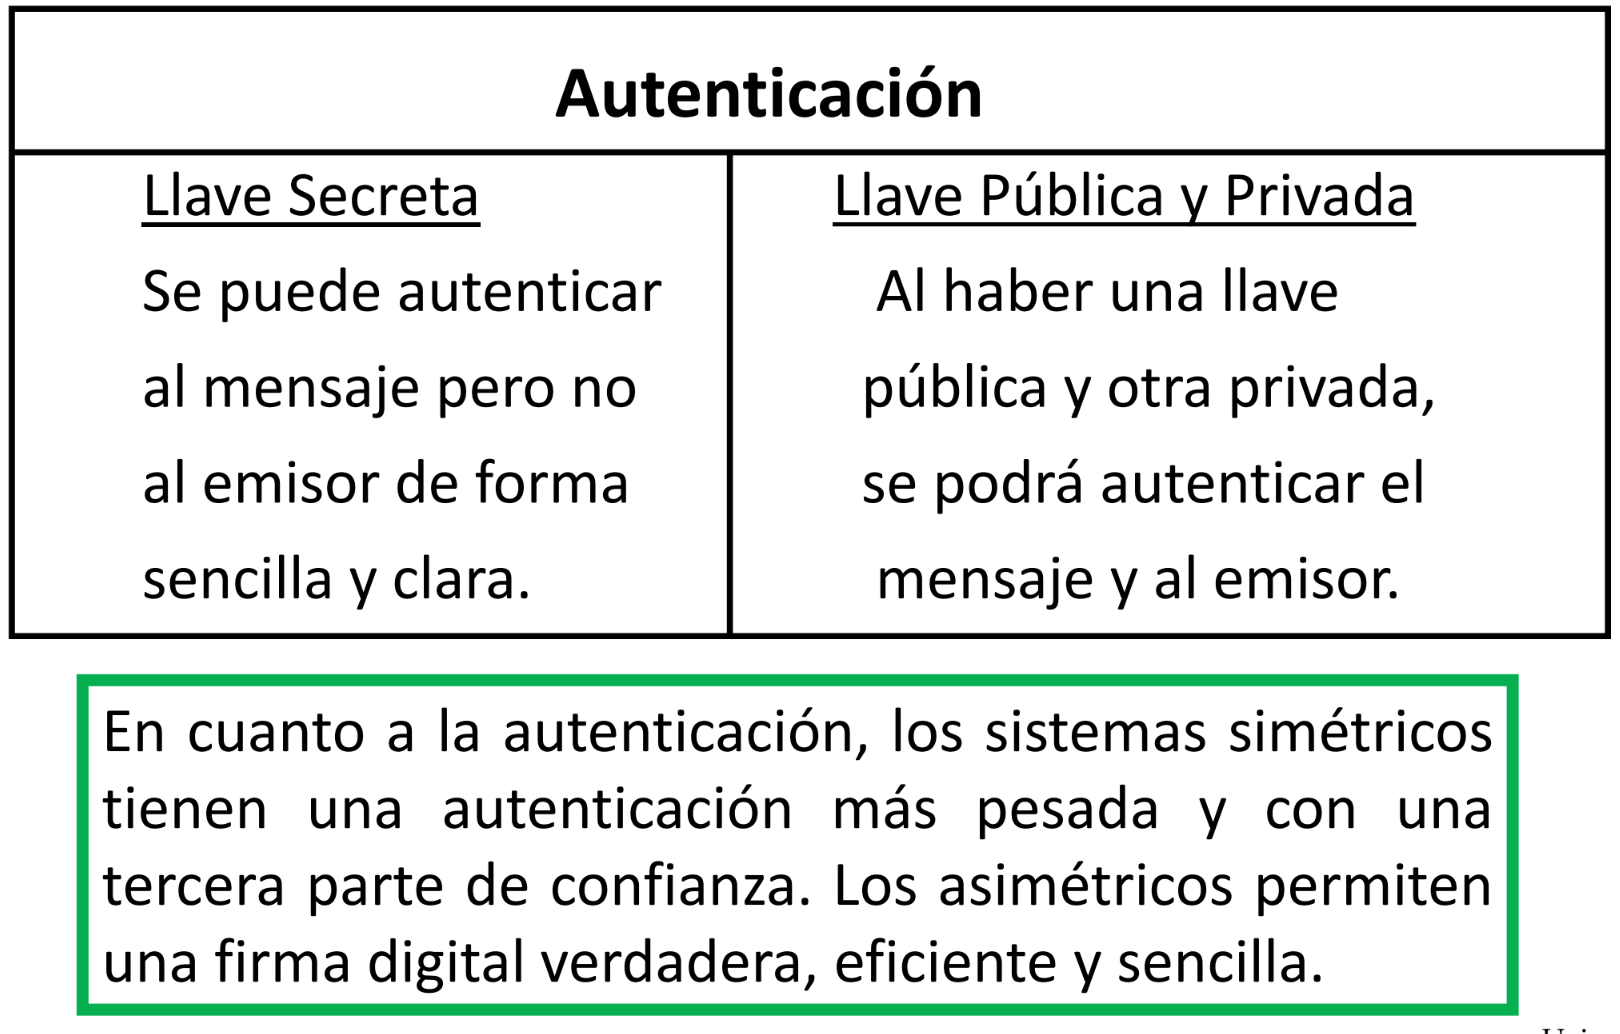 Autenticación
Llave Secreta
Se puede autenticar
al mensaje pero no
al emisor de forma
sencilla y clara.
Llave Pública y Privada
Al haber una llave
pública y otra privada,
se podrá autenticar el
mensaje y al emisor.
En cuanto a la autenticación, los sistemas simétricos
tienen una autenticación más pesada y con una
tercera parte de confianza. Los asimétricos permiten
una firma digital verdadera, eficiente y sencilla.